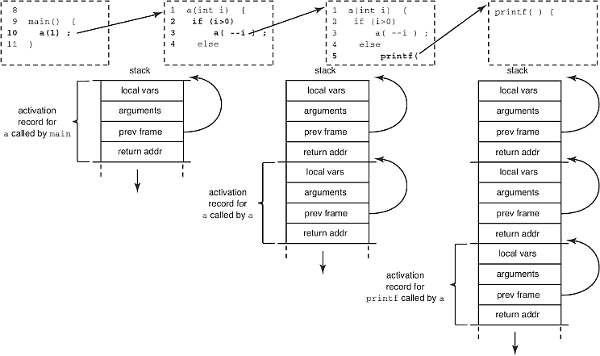 8
9 main() {
10 a(1) ;
11 }
1 a(int i) {
2 if (i>0)
3 a( --i ) ;
4 else
1 a(int i) {
2 if (i>0)
3 a( --i ) ;
4 else
5 printf(
printf( ) {
stack
local vars
arguments
prev frame
return addr
activation
record for
a called by main
stack
local vars
arguments
prev frame
return addr
local vars
arguments
prev frame
return addr
activation
record for
a called by a
stack
local vars
arguments
prev frame
return addr
local vars
arguments
prev frame
return addr
local vars
arguments
prev frame
return addr
activation
record for
printf called by a